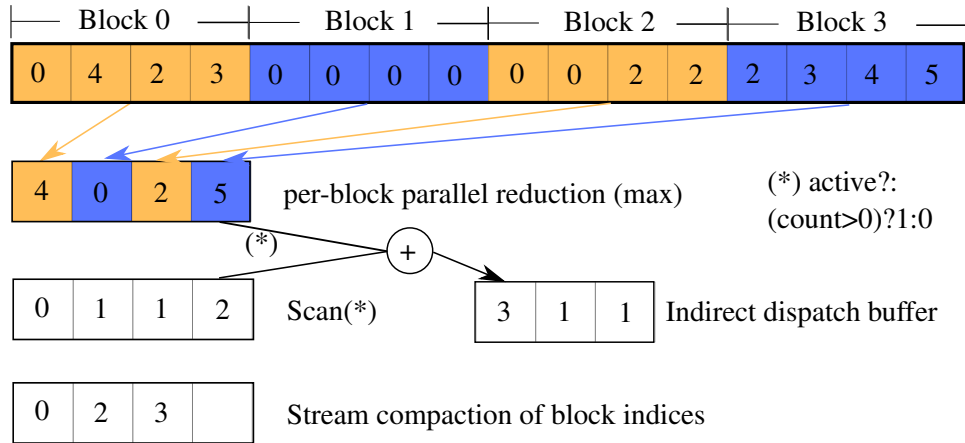 Block 0 Block 1 Block 2 Block 3
0 4 2 3 0 0 0 0 0 0 2 2 2 3 4 5
4 0 2 5
per-block parallel reduction (max)
(*) active?:
(count>0)?1:0
(*)
+
0 1 1 2
Scan(*)
3 1 1
Indirect dispatch buffer
0 2 3
Stream compaction of block indices